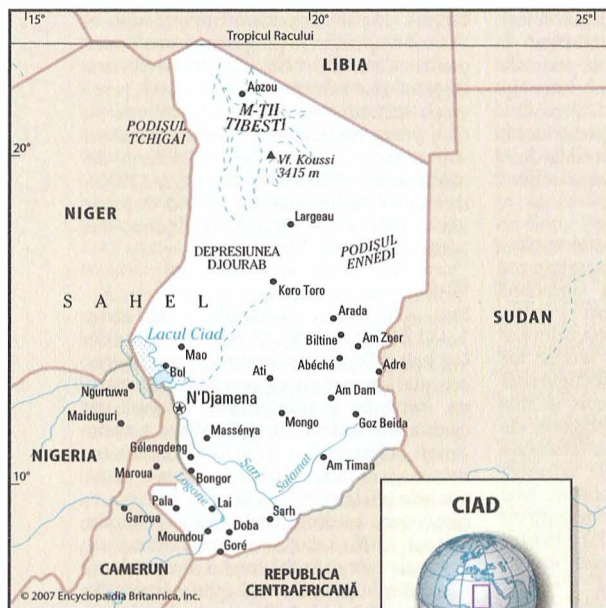 15°
20°
25°
Tropicul Racului
LIBIA
Aozou
M-ȚII
TIBESTI
PODIȘUL
TCHIGAI
20°
Vf. Koussi
3415 m
NIGER
Largeau
DEPRESIUNEA
DJOURAB
PODIȘUL
ENNEDI
Koro Toro
SAHEL
SUDAN
Arada
Lacul Ciad
Biltine
Am Zoer
Mao
Abéché
Adre
Bol
Ati
Ngurtuwa
N'Djamena
Am Dam
Maiduguri
Mongo
Goz Beida
Massénya
NIGERIA
Gélengdeng
Sari
Salamat
Am Timan
Maroua
Bongor
10°
Logone
CIAD
Pala
Lai
Garoua
Sarh
Moundou
Doba
Goré
CAMERUN
REPUBLICA
CENTRAFRICANĂ
© 2007 Encyclopædia Britannica, Inc.